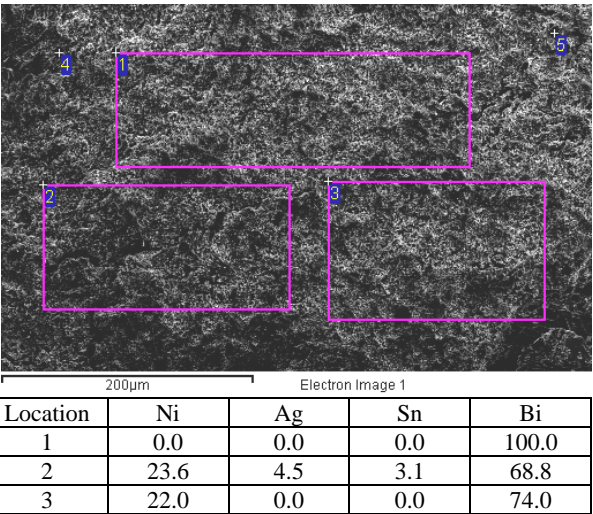 4 1 5
2 3
200µm Electron Image 1
Location Ni Ag Sn Bi
1 0.0 0.0 0.0 100.0
2 23.6 4.5 3.1 68.8
3 22.0 0.0 0.0 74.0